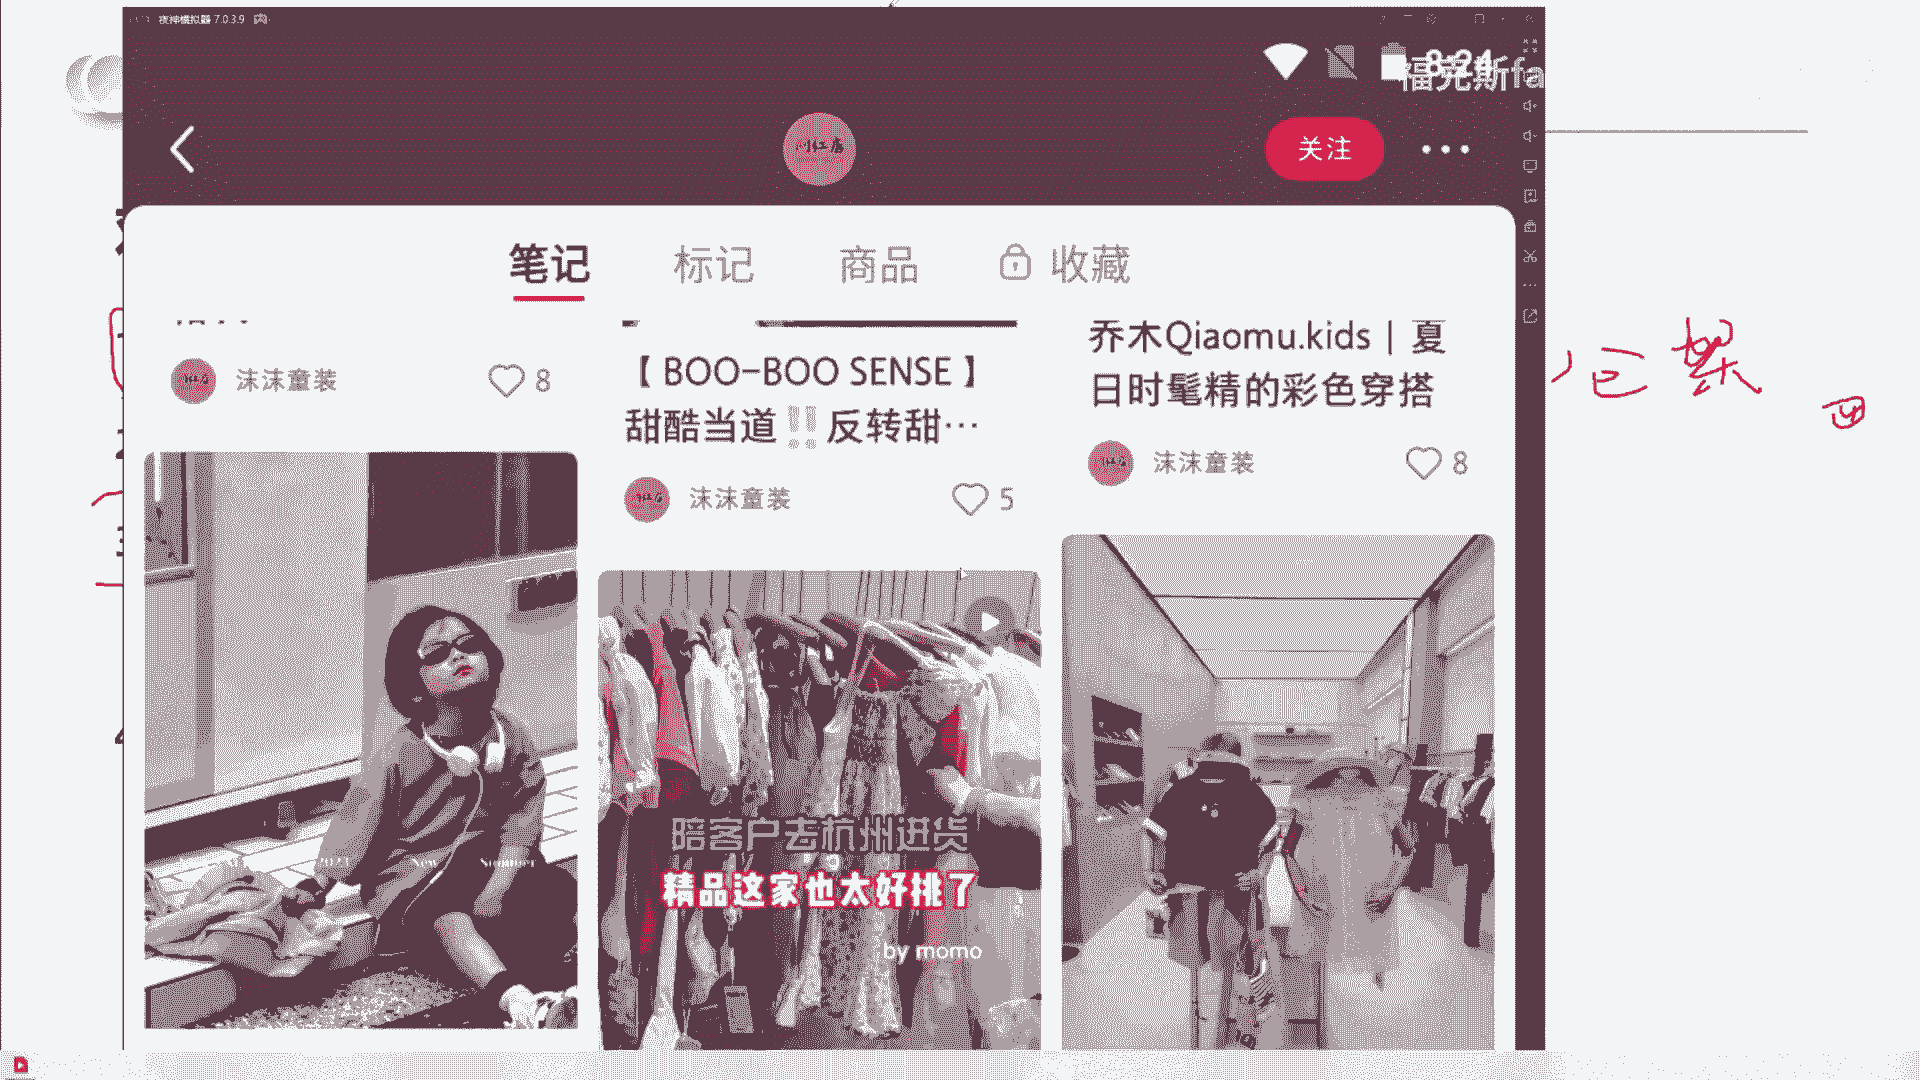 夜神模拟器 7.0.3.9
8:24
福克斯fa
关注
笔记
标记
商品
收藏
沫沫童装
8
【 BOO-BOO SENSE 】
甜酷当道‼️反转甜…
沫沫童装
5
乔木Qiaomu.kids | 夏
日时髦精的彩色穿搭
沫沫童装
8
New
Summer
陪客户去杭州进货
精品这家也太好挑了
by momo